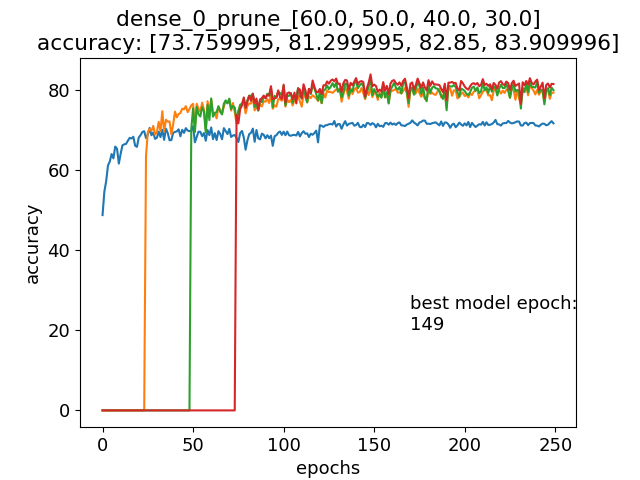 dense_0_prune_[60.0, 50.0, 40.0, 30.0]
accuracy: [73.759995, 81.299995, 82.85, 83.909996]
80
60
40
20
0
accuracy
best model epoch:
149
0 50 100 150 200 250
epochs